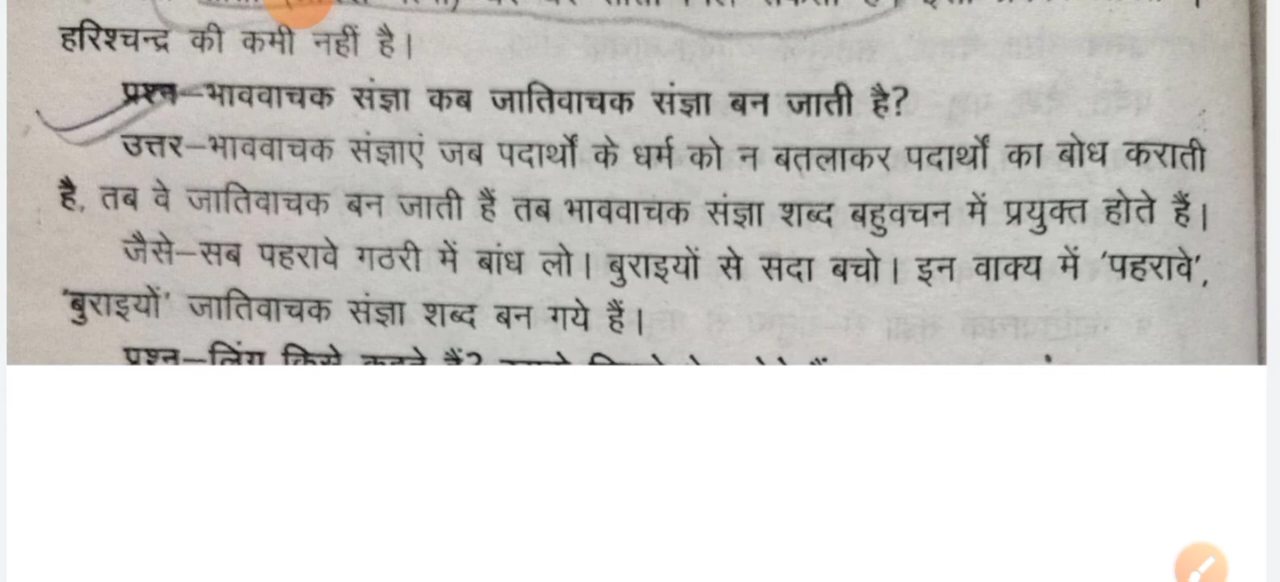 हरिश्चन्द्र की कमी नहीं है।
प्रश्न–भाववाचक संज्ञा कब जातिवाचक संज्ञा बन जाती है?
उत्तर–भाववाचक संज्ञाएं जब पदार्थों के धर्म को न बतलाकर पदार्थों का बोध कराती
है, तब वे जातिवाचक बन जाती हैं तब भाववाचक संज्ञा शब्द बहुवचन में प्रयुक्त होते हैं।
जैसे–सब पहरावे गठरी में बांध लो। बुराइयों से सदा बचो। इन वाक्य में 'पहरावे',
'बुराइयों' जातिवाचक संज्ञा शब्द बन गये हैं।
प्रश्न–लिंग किसे कहते हैं?